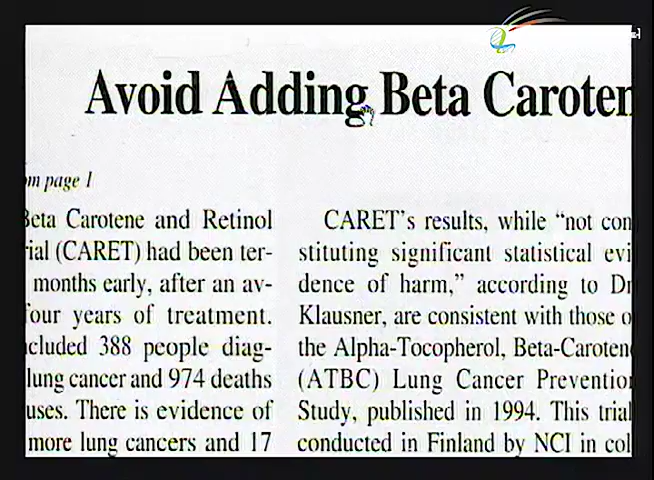 Avoid Adding Beta Caroten
m page 1
Beta Carotene and Retinol
ial (CARET) had been ter-
months early, after an av-
four years of treatment.
cluded 388 people diag-
lung cancer and 974 deaths
uses. There is evidence of
more lung cancers and 17
CARET's results, while "not con
stituting significant statistical evi
dence of harm," according to Dr
Klausner, are consistent with those o
the Alpha-Tocopherol, Beta-Caroten
(ATBC) Lung Cancer Prevention
Study, published in 1994. This trial
conducted in Finland by NCI in col